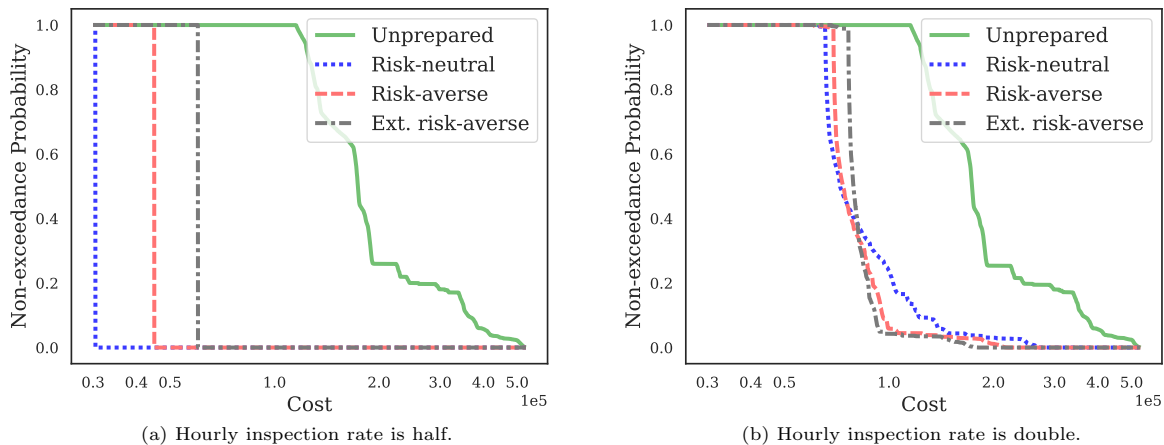 Non-exceedance Probability
1.0
0.8
0.6
0.4
0.2
0.0
Unprepared
Risk-neutral
Risk-averse
Ext. risk-averse
0.3 0.4 0.5 1.0 2.0 3.0 5.0
1e5
Cost
(a) Hourly inspection rate is half.
Non-exceedance Probability
1.0
0.8
0.6
0.4
0.2
0.0
Unprepared
Risk-neutral
Risk-averse
Ext. risk-averse
0.3 0.4 0.5 1.0 2.0 3.0 5.0
1e5
Cost
(b) Hourly inspection rate is double.